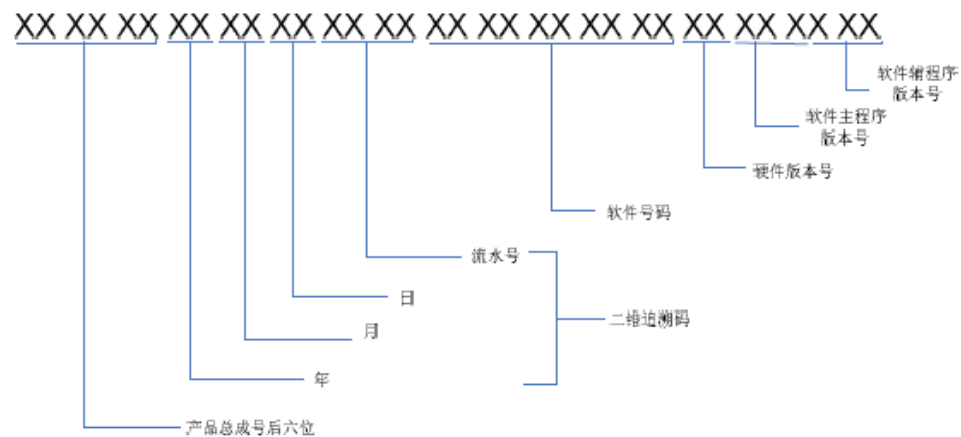 XX XX XX XX XX XX XX XX XX XX XX XX XX XX XX XX XX
软件辅程序
版本号
软件主程序
版本号
硬件版本号
软件号码
流水号
日
二维追溯码
月
年
产品总成号后六位